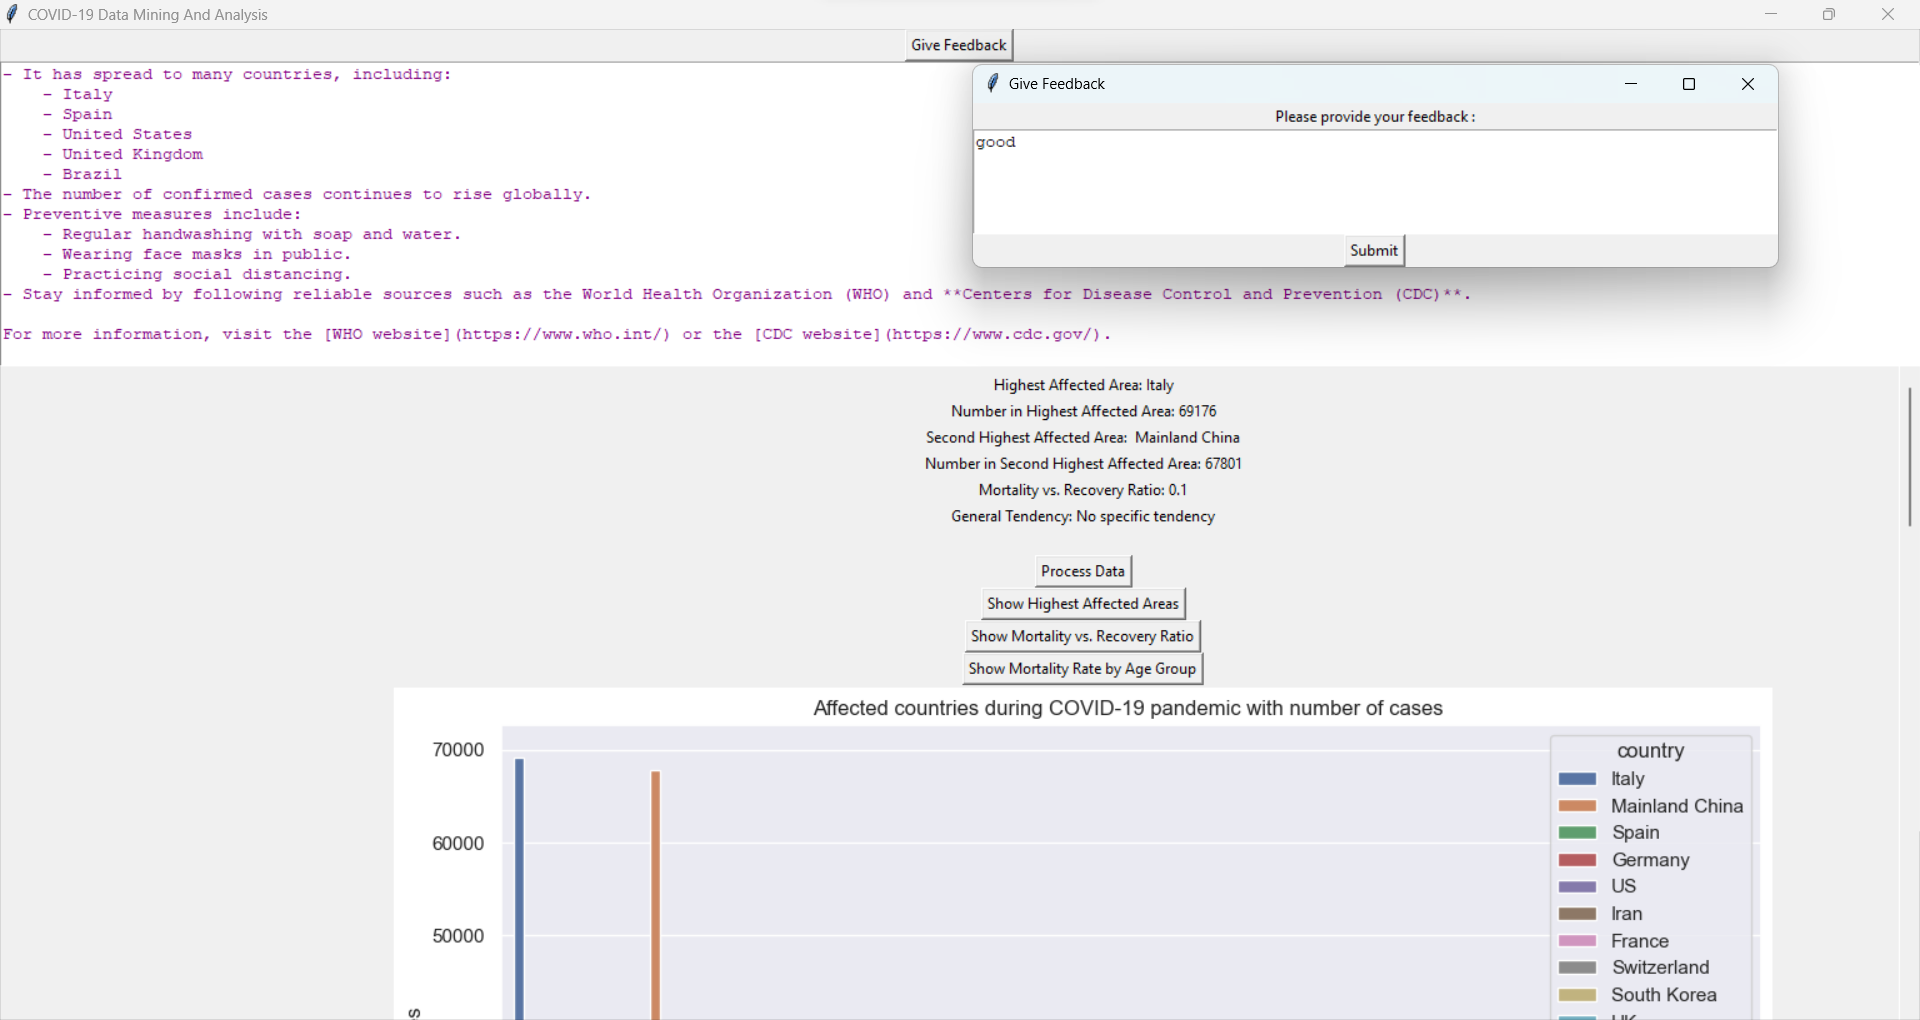 COVID-19 Data Mining And Analysis
Give Feedback
- It has spread to many countries, including:
- Italy
- Spain
- United States
- United Kingdom
- Brazil
- The number of confirmed cases continues to rise globally.
- Preventive measures include:
- Regular handwashing with soap and water.
- Wearing face masks in public.
- Practicing social distancing.
- Stay informed by following reliable sources such as the World Health Organization (WHO) and **Centers for Disease Control and Prevention (CDC)**.
For more information, visit the [WHO website](https://www.who.int/) or the [CDC website](https://www.cdc.gov/).
Give Feedback
Please provide your feedback :
good
Submit
Highest Affected Area: Italy
Number in Highest Affected Area: 69176
Second Highest Affected Area:  Mainland China
Number in Second Highest Affected Area: 67801
Mortality vs. Recovery Ratio: 0.1
General Tendency: No specific tendency
Process Data
Show Highest Affected Areas
Show Mortality vs. Recovery Ratio
Show Mortality Rate by Age Group
Affected countries during COVID-19 pandemic with number of cases
70000
60000
50000
country
Italy
Mainland China
Spain
Germany
US
Iran
France
Switzerland
South Korea